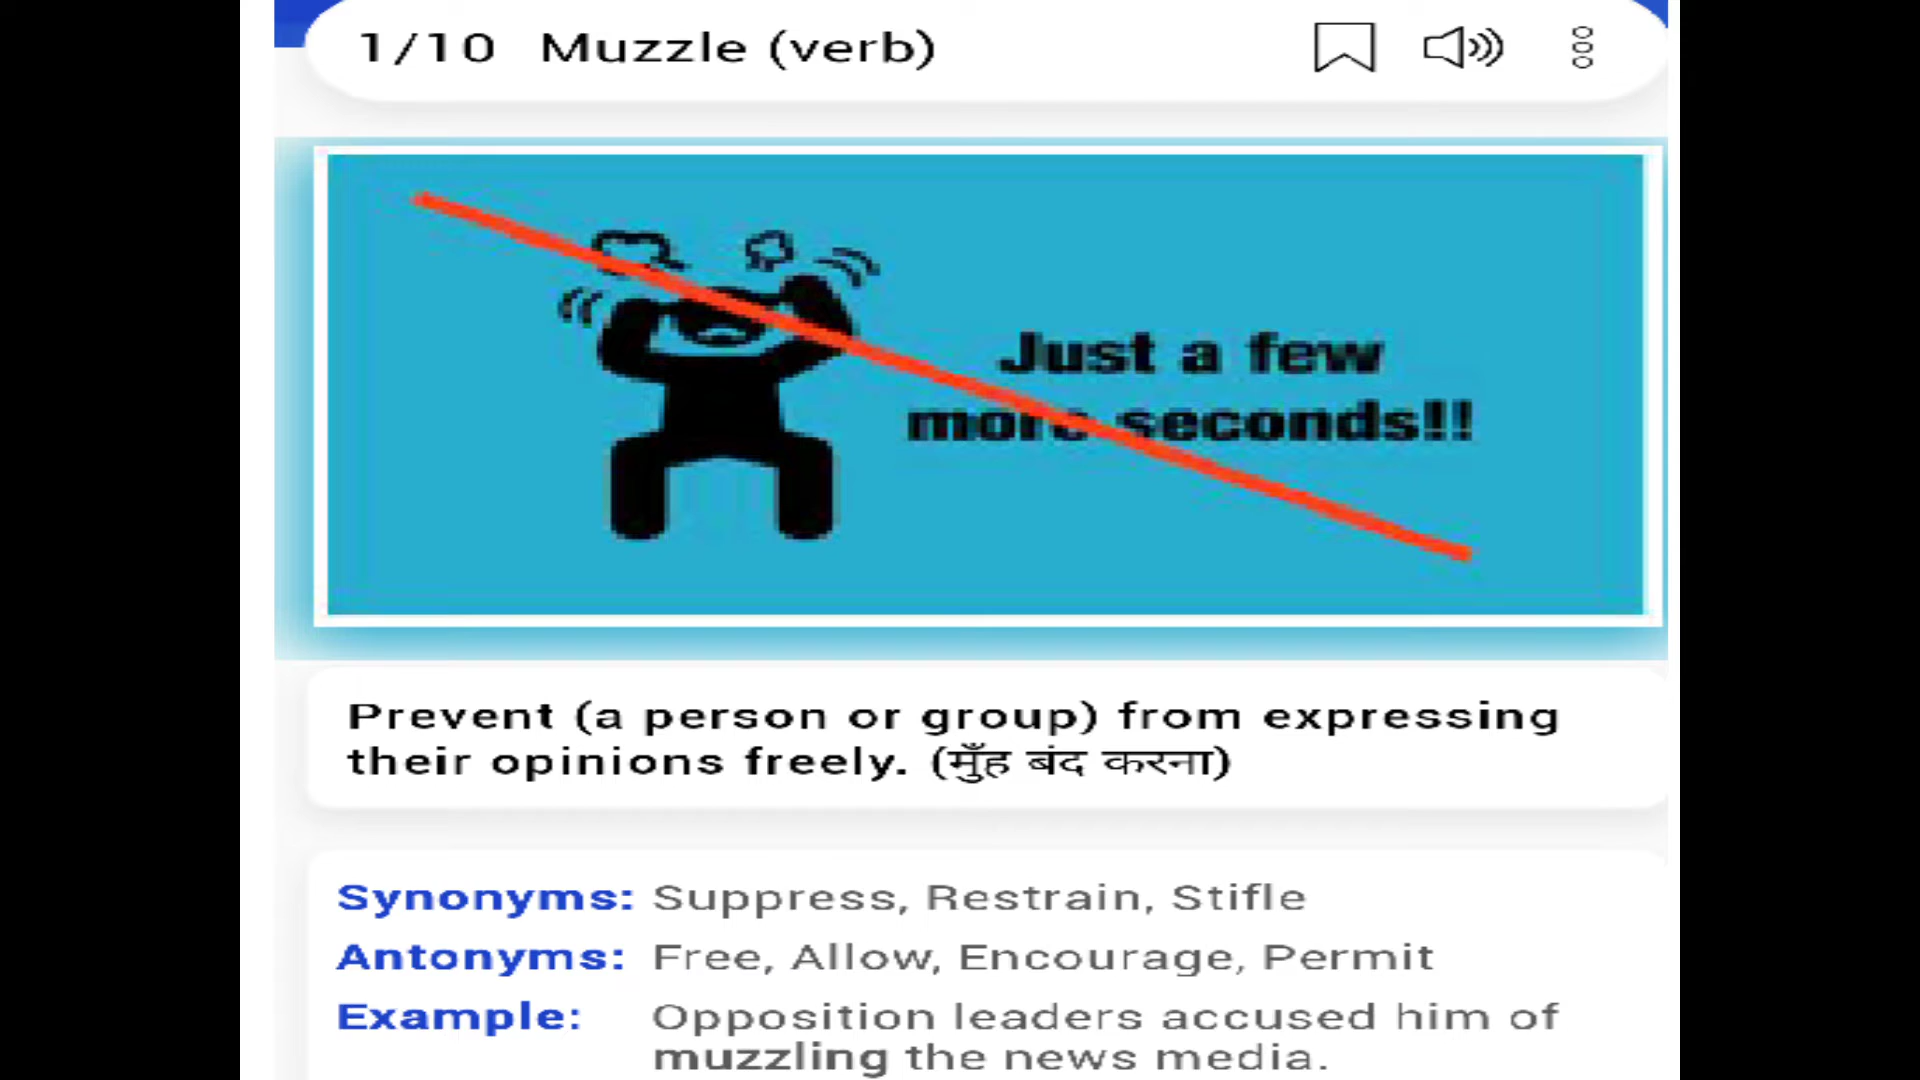 1/10 Muzzle (verb)
Just a few
more seconds!!
Prevent (a person or group) from expressing
their opinions freely. (मुँह बंद करना)
Synonyms: Suppress, Restrain, Stifle
Antonyms: Free, Allow, Encourage, Permit
Example: Opposition leaders accused him of
muzzling the news media.